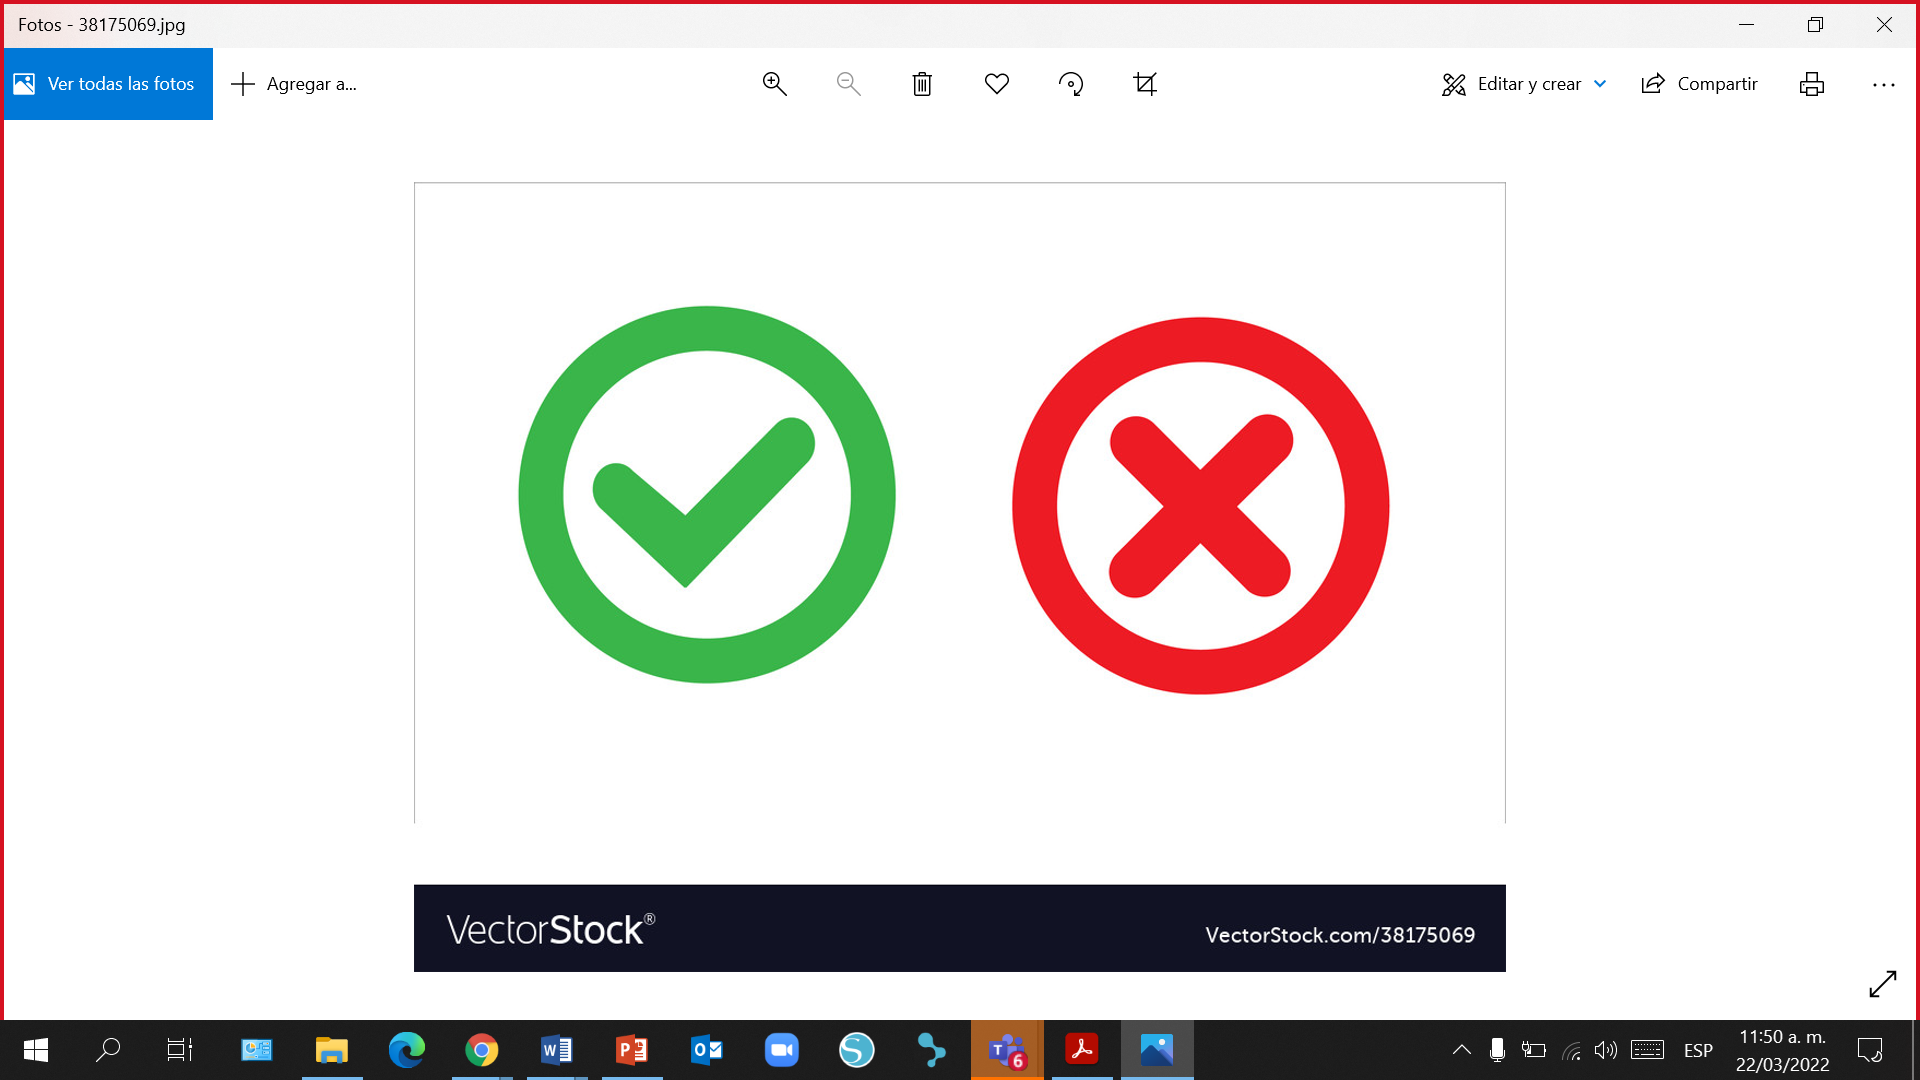 Fotos - 38175069.jpg
Ver todas las fotos
Agregar a...
Editar y crear
Compartir
VectorStock®
VectorStock.com/38175069
6
ESP
11:50 a. m.
22/03/2022